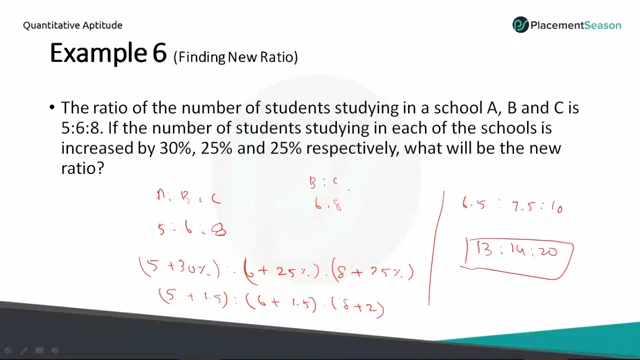 Quantitative Aptitude
PlacementSeason
Example 6 (Finding New Ratio)
• The ratio of the number of students studying in a school A, B and C is
5:6:8. If the number of students studying in each of the schools is
increased by 30%, 25% and 25% respectively, what will be the new
ratio?
A : B : C
5 : 6 : 8
(5 + 30%) : (6 + 25%) : (8 + 25%)
(5 + 1.5) : (6 + 1.5) : (8 + 2)
B : C
6 : 8
6.5 : 7.5 : 10
13 : 14 : 20